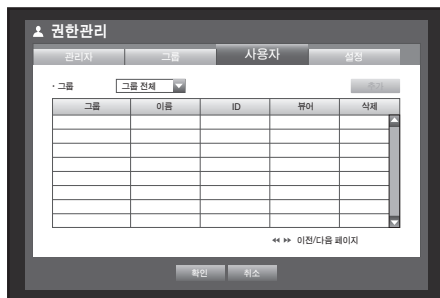 권한관리
관리자 그룹 사용자 설정
· 그룹 그룹 전체 추가
그룹 이름 ID 뷰어 삭제
이전/다음 페이지
확인 취소